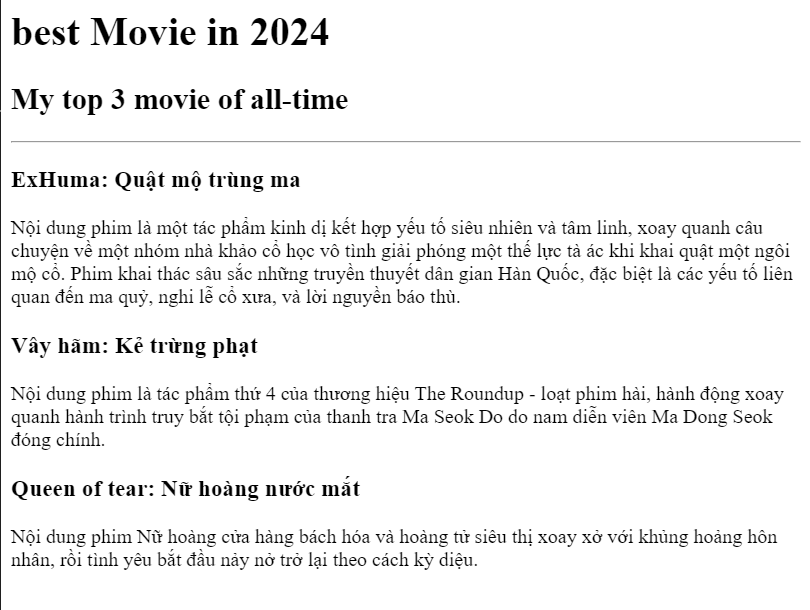 best Movie in 2024
My top 3 movie of all-time
ExHuma: Quật mộ trùng ma
Nội dung phim là một tác phẩm kinh dị kết hợp yếu tố siêu nhiên và tâm linh, xoay quanh câu
chuyện về một nhóm nhà khảo cổ học vô tình giải phóng một thế lực tà ác khi khai quật một ngôi
mộ cổ. Phim khai thác sâu sắc những truyền thuyết dân gian Hàn Quốc, đặc biệt là các yếu tố liên
quan đến ma quỷ, nghi lễ cổ xưa, và lời nguyền báo thù.
Vây hãm: Kẻ trừng phạt
Nội dung phim là tác phẩm thứ 4 của thương hiệu The Roundup - loạt phim hài, hành động xoay
quanh hành trình truy bắt tội phạm của thanh tra Ma Seok Do do nam diễn viên Ma Dong Seok
đóng chính.
Queen of tear: Nữ hoàng nước mắt
Nội dung phim Nữ hoàng cửa hàng bách hóa và hoàng tử siêu thị xoay xở với khủng hoảng hôn
nhân, rồi tình yêu bắt đầu nảy nở trở lại theo cách kỳ diệu.